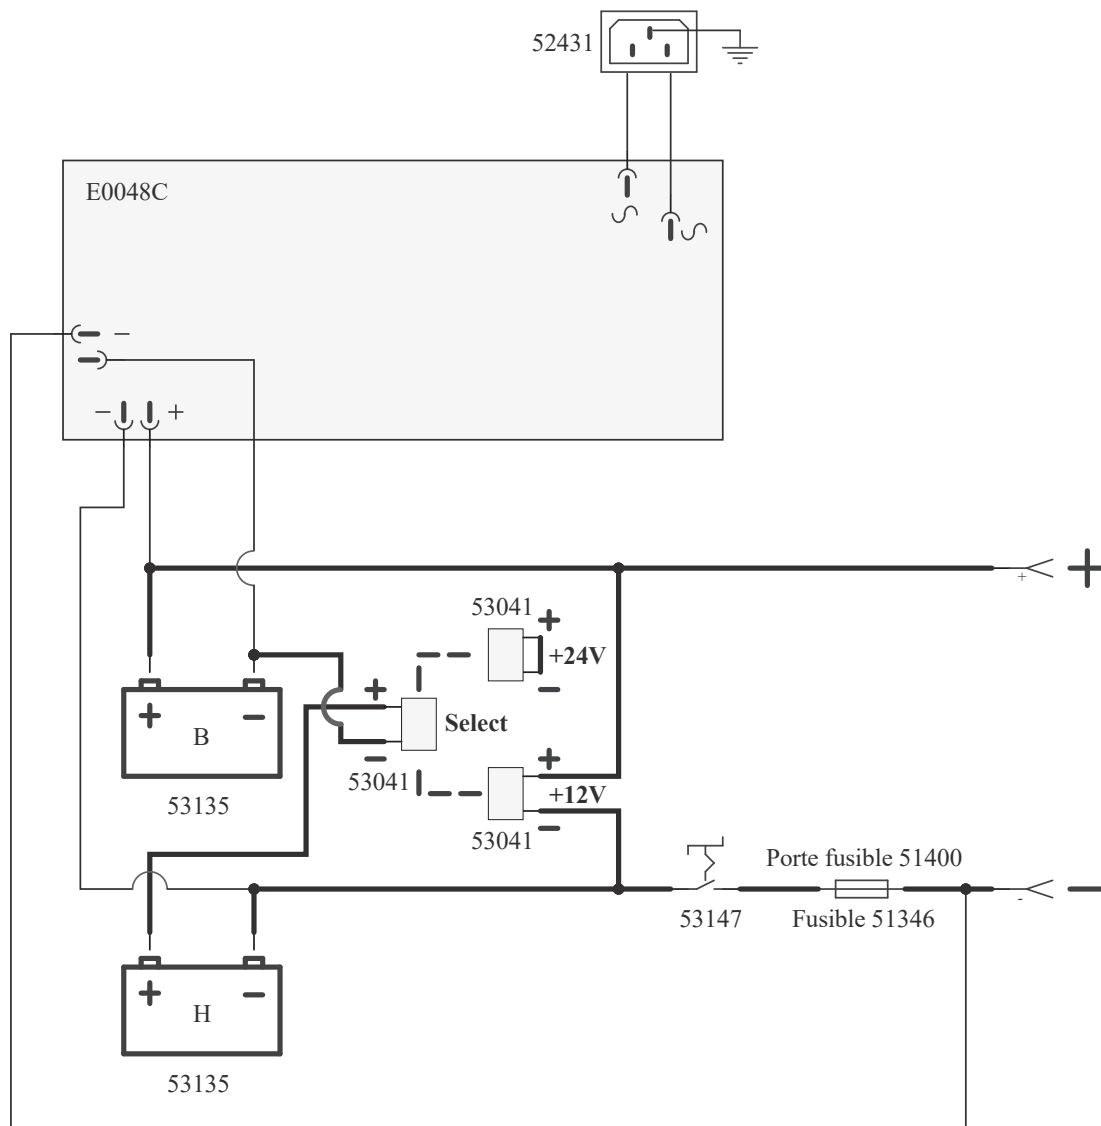 52431
E0048C
−
− +
+
53041
+
+24V
−
+
Select
−
53041
+
+12V
−
53041
+ −
B
53135
Porte fusible 51400
53147
Fusible 51346
-
+ −
H
53135